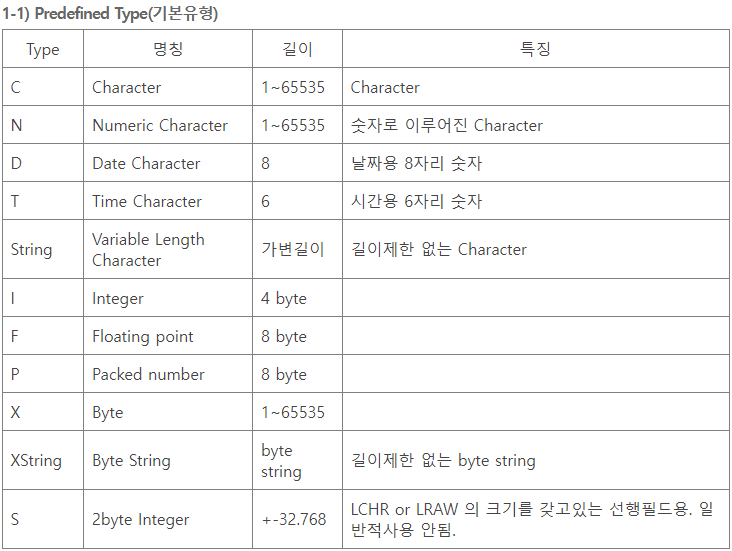 1-1) Predefined Type(기본유형)
Type 명칭 길이 특징
C Character 1~65535 Character
N Numeric Character 1~65535 숫자로 이루어진 Character
D Date Character 8 날짜용 8자리 숫자
T Time Character 6 시간용 6자리 숫자
String Variable Length Character 가변길이 길이제한 없는 Character
I Integer 4 byte
F Floating point 8 byte
P Packed number 8 byte
X Byte 1~65535
XString Byte String byte string 길이제한 없는 byte string
S 2byte Integer +-32.768 LCHR or LRAW 의 크기를 갖고있는 선행필드용. 일반적사용 안됨.